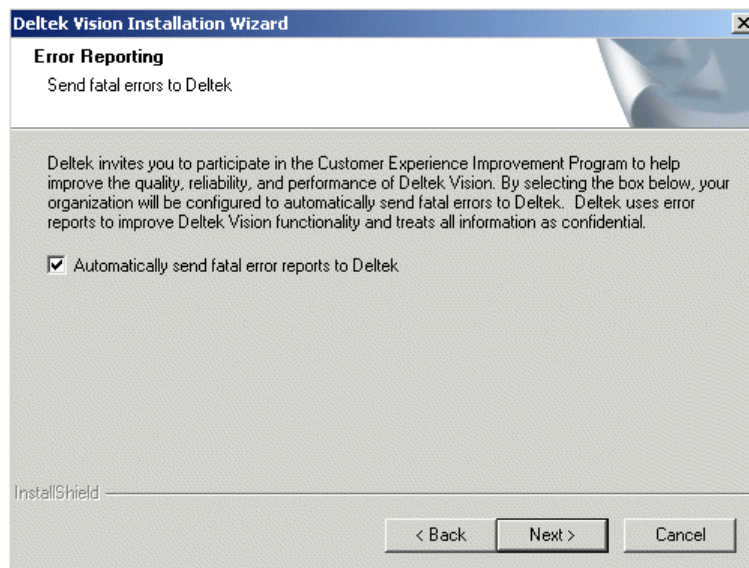 Deltek Vision Installation Wizard
Error Reporting
Send fatal errors to Deltek
Deltek invites you to participate in the Customer Experience Improvement Program to help
improve the quality, reliability, and performance of Deltek Vision. By selecting the box below, your
organization will be configured to automatically send fatal errors to Deltek.  Deltek uses error
reports to improve Deltek Vision functionality and treats all information as confidential.
Automatically send fatal error reports to Deltek
InstallShield
< Back
Next >
Cancel